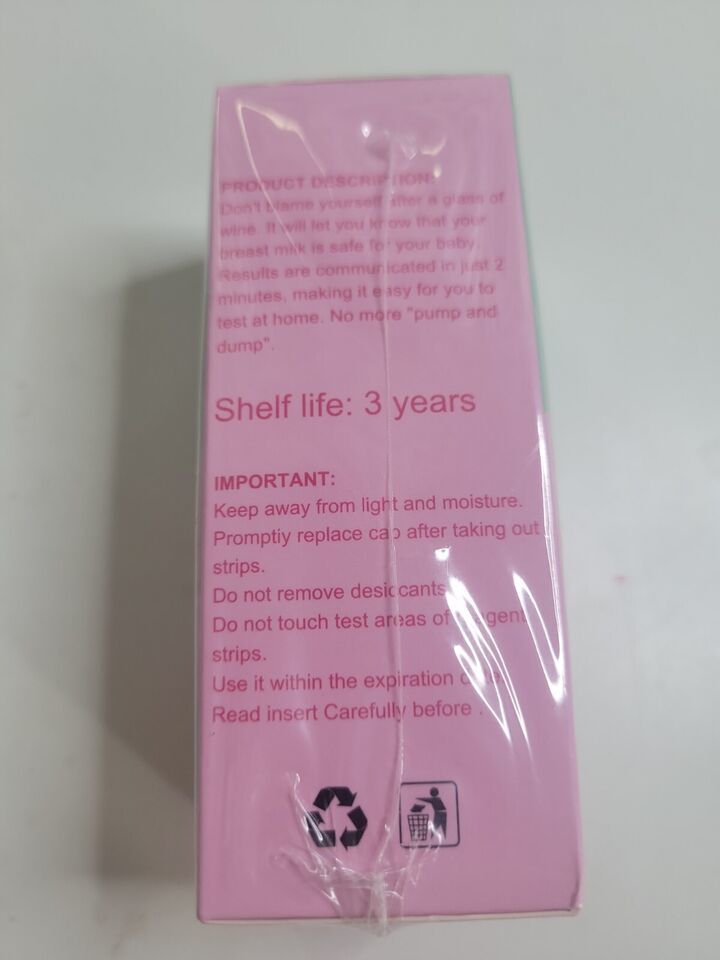 PRODUCT DESCRIPTION:
Don't blame yourself after a glass of
wine. It will let you know that your
breast milk is safe for your baby.
Results are communicated in just 2
minutes, making it easy for you to
test at home. No more "pump and
dump".
Shelf life: 3 years
IMPORTANT:
Keep away from light and moisture.
Promptiy replace cap after taking out
strips.
Do not remove desiccants
Do not touch test areas of reagent
strips.
Use it within the expiration date
Read insert Carefully before .